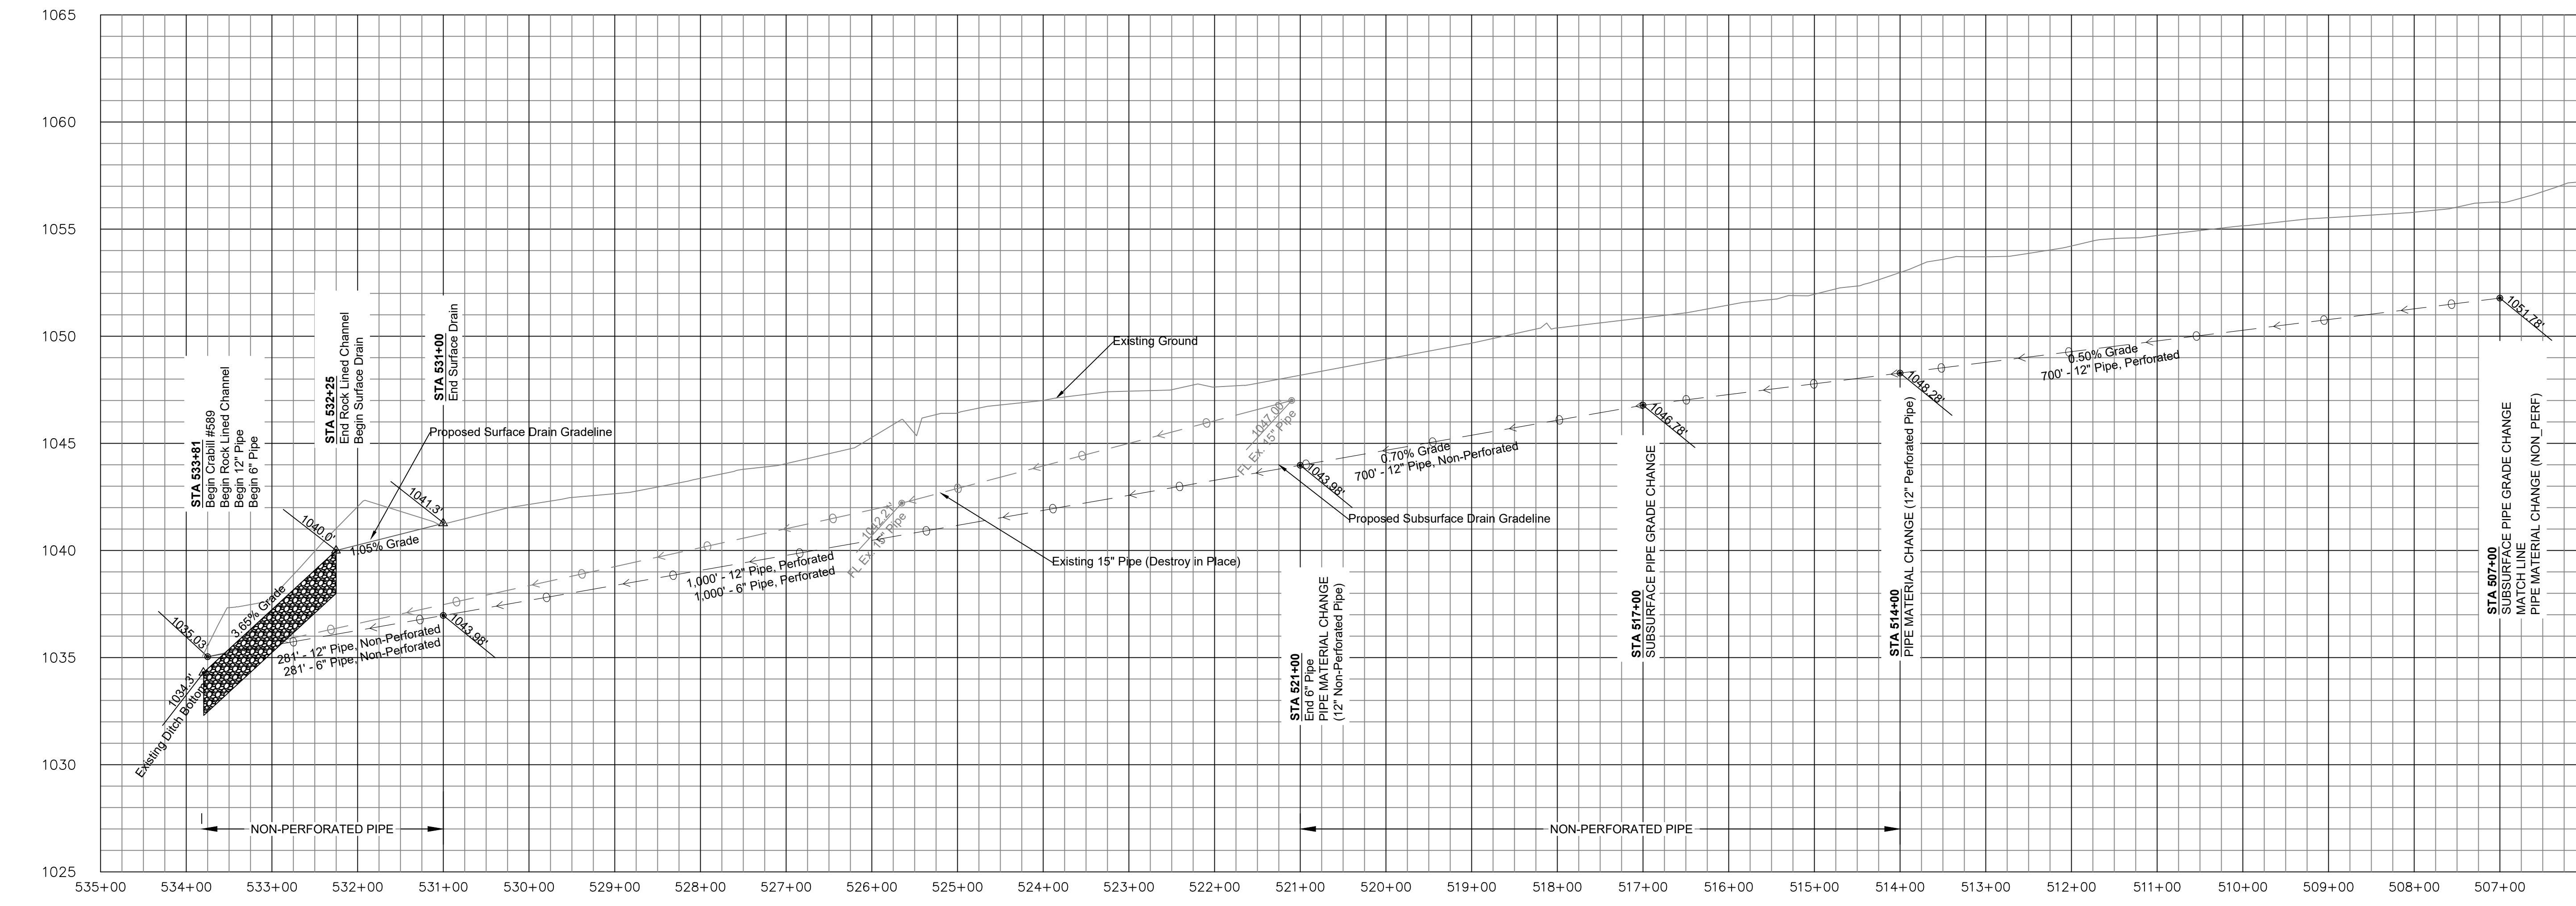 1065
1060
1055
1050
1045
1040
1035
1030
1025
STA 533+81
Begin Crabill #589
Begin Rock Lined Channel
Begin 12" Pipe
Begin 6" Pipe
STA 532+25
End Rock Lined Channel
Begin Surface Drain
STA 531+00
End Surface Drain
Proposed Surface Drain Gradeline
1041.3'
1040.0'
1.05% Grade
3.65% Grade
1035.03'
1034.3'
Existing Ditch Bottom
281' - 12" Pipe, Non-Perforated
281' - 6" Pipe, Non-Perforated
1043.98'
1,000' - 12" Pipe, Perforated
1,000' - 6" Pipe, Perforated
1042.21'
FL Ex. 15" Pipe
Existing Ground
Existing 15" Pipe (Destroy in Place)
1047.00
FL Ex. 15" Pipe
1043.98'
Proposed Subsurface Drain Gradeline
0.70% Grade
700' - 12" Pipe, Non-Perforated
STA 521+00
End 6" Pipe
PIPE MATERIAL CHANGE
(12" Non-Perforated Pipe)
1046.78'
STA 517+00
SUBSURFACE PIPE GRADE CHANGE
1048.28'
STA 514+00
PIPE MATERIAL CHANGE (12" Perforated Pipe)
0.50% Grade
700' - 12" Pipe, Perforated
1051.78'
STA 507+00
SUBSURFACE PIPE GRADE CHANGE
MATCH LINE
PIPE MATERIAL CHANGE (NON_PERF)
NON-PERFORATED PIPE
NON-PERFORATED PIPE
535+00 534+00 533+00 532+00 531+00 530+00 529+00 528+00 527+00 526+00 525+00 524+00 523+00 522+00 521+00 520+00 519+00 518+00 517+00 516+00 515+00 514+00 513+00 512+00 511+00 510+00 509+00 508+00 507+00